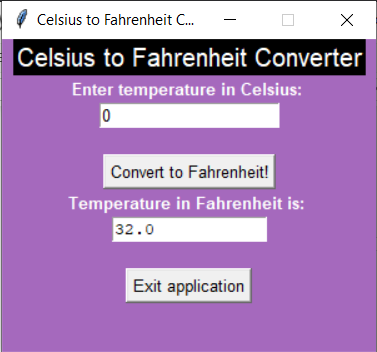 Celsius to Fahrenheit C...
Celsius to Fahrenheit Converter
Enter temperature in Celsius:
0
Convert to Fahrenheit!
Temperature in Fahrenheit is:
32.0
Exit application